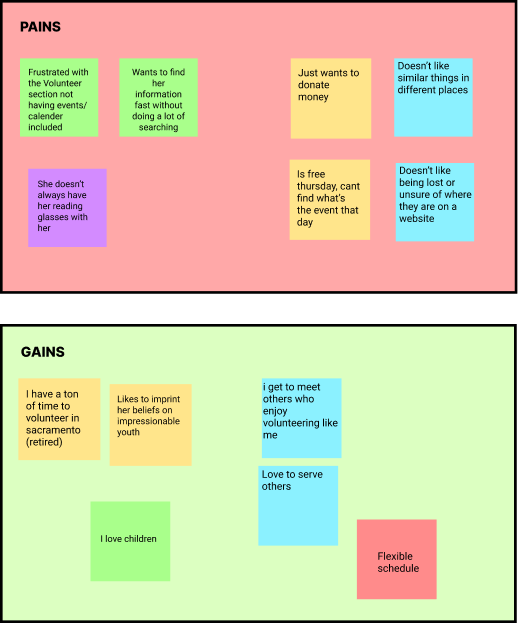 PAINS
Frustrated with
the Volunteer
section not
having events/
calender
included
Wants to find
her
information
fast without
doing a lot of
searching
Just wants to
donate
money
Doesn't like
similar things in
different places
She doesn't
always have
her reading
glasses with
her
Is free
thursday, cant
find what's
the event that
day
Doesn't like
being lost or
unsure of where
they are on a
website
GAINS
I have a ton
of time to
volunteer in
sacramento
(retired)
Likes to imprint
her beliefs on
impressionable
youth
i get to meet
others who
enjoy
volunteering like
me
Love to serve
others
I love children
Flexible
schedule